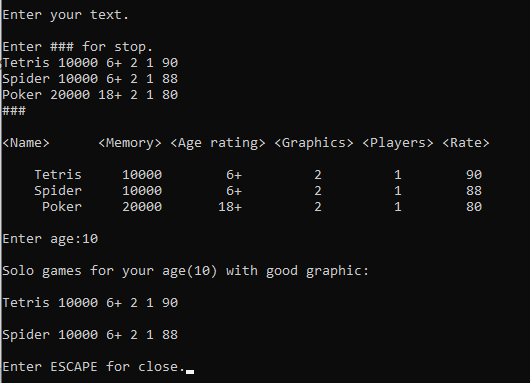 Enter your text.
Enter ### for stop.
Tetris 10000 6+ 2 1 90
Spider 10000 6+ 2 1 88
Poker 20000 18+ 2 1 80
###
<Name> <Memory> <Age rating> <Graphics> <Players> <Rate>
Tetris 10000 6+ 2 1 90
Spider 10000 6+ 2 1 88
Poker 20000 18+ 2 1 80
Enter age:10
Solo games for your age(10) with good graphic:
Tetris 10000 6+ 2 1 90
Spider 10000 6+ 2 1 88
Enter ESCAPE for close.